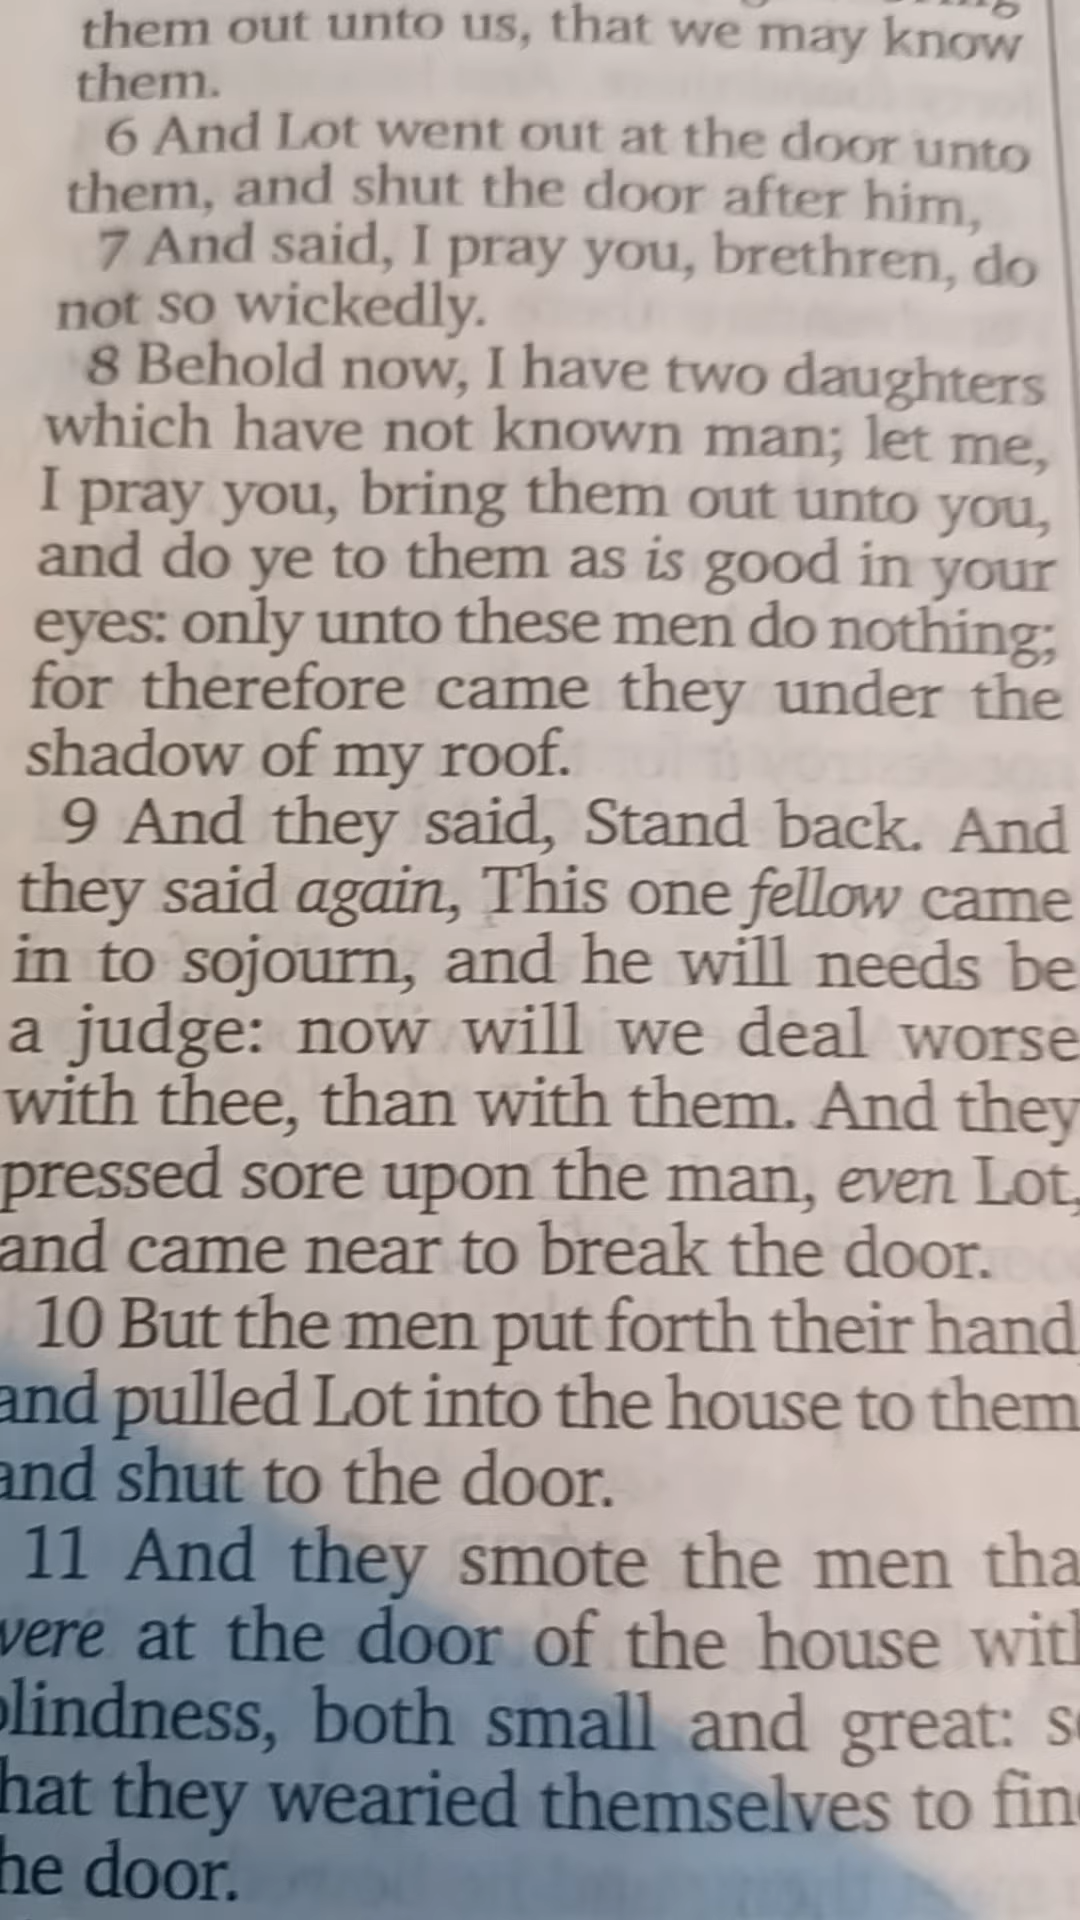 them out unto us, that we may know
them.
6 And Lot went out at the door unto
them, and shut the door after him,
7 And said, I pray you, brethren, do
not so wickedly.
8 Behold now, I have two daughters
which have not known man; let me,
I pray you, bring them out unto you,
and do ye to them as is good in your
eyes: only unto these men do nothing;
for therefore came they under the
shadow of my roof.
9 And they said, Stand back. And
they said again, This one fellow came
in to sojourn, and he will needs be
a judge: now will we deal worse
with thee, than with them. And they
pressed sore upon the man, even Lot,
and came near to break the door.
10 But the men put forth their hand
and pulled Lot into the house to them
and shut to the door.
11 And they smote the men tha
vere at the door of the house with
blindness, both small and great: so
hat they wearied themselves to fin
he door.